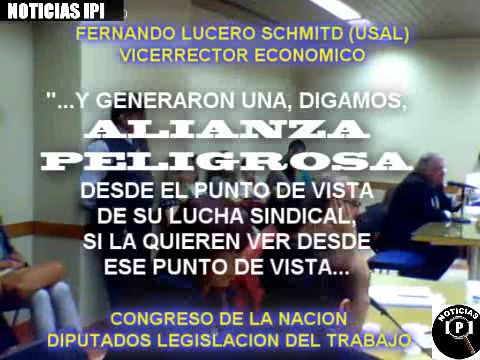 NOTICIAS IPI
FERNANDO LUCERO SCHMITD (USAL)
VICERRECTOR ECONOMICO
"...Y GENERARON UNA, DIGAMOS,
ALIANZA
PELIGROSA
DESDE EL PUNTO DE VISTA
DE SU LUCHA SINDICAL,
SI LA QUIEREN VER DESDE
ESE PUNTO DE VISTA...
CONGRESO DE LA NACION
DIPUTADOS LEGISLACION DEL TRABAJO
NOTICIAS
IPI